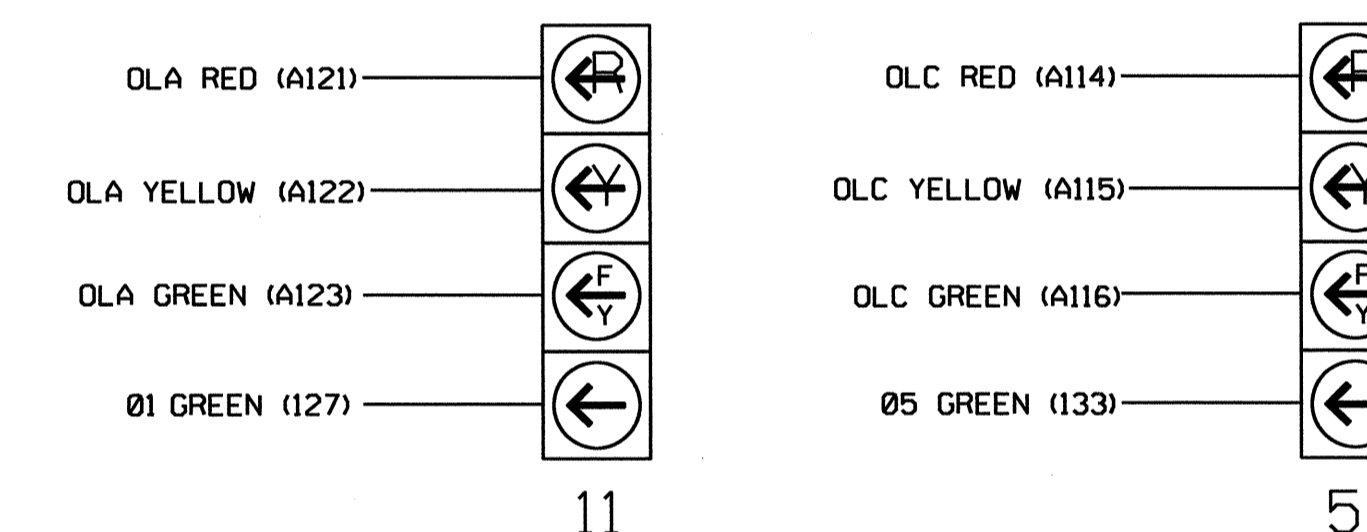 OLA RED (A121)
R
OLA YELLOW (A122)
Y
OLA GREEN (A123)
F
Y
Ø1 GREEN (127)
11
OLC RED (A114)
OLC YELLOW (A115)
OLC GREEN (A116)
Ø5 GREEN (133)
5